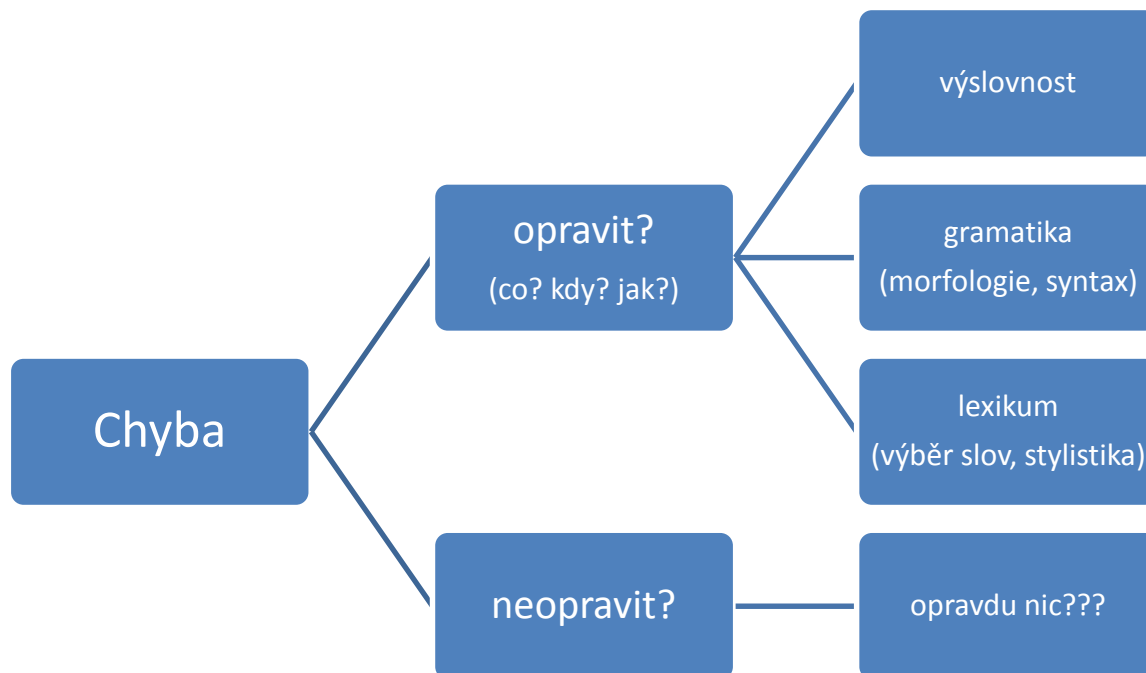 Chyba
opravit?
(co? kdy? jak?)
výslovnost
gramatika
(morfologie, syntax)
lexikum
(výběr slov, stylistika)
neopravit?
opravdu nic???